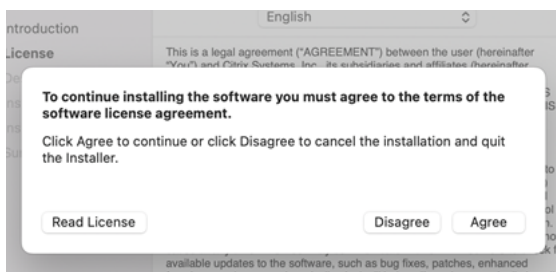 English
ntroduction
License
This is a legal agreement ("AGREEMENT") between the user (hereinafter
"You") and Citrix Systems, Inc., its subsidiaries and affiliates (hereinafter
To continue installing the software you must agree to the terms of the
software license agreement.
Click Agree to continue or click Disagree to cancel the installation and quit
the Installer.
Read License
Disagree
Agree
available updates to the software, such as bug fixes, patches, enhanced